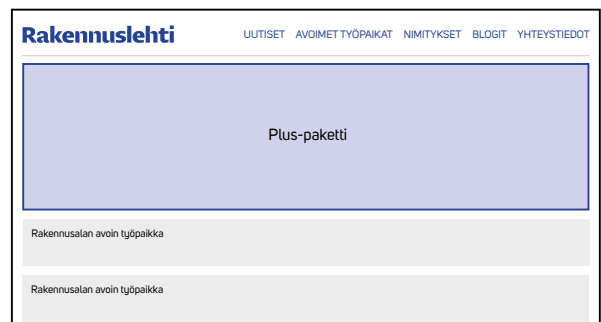 Rakennuslehti
UUTISET AVOIMET TYÖPAIKAT NIMITYKSET BLOGIT YHTEYSTIEDOT
Plus-paketti
Rakennusalan avoin työpaikka
Rakennusalan avoin työpaikka